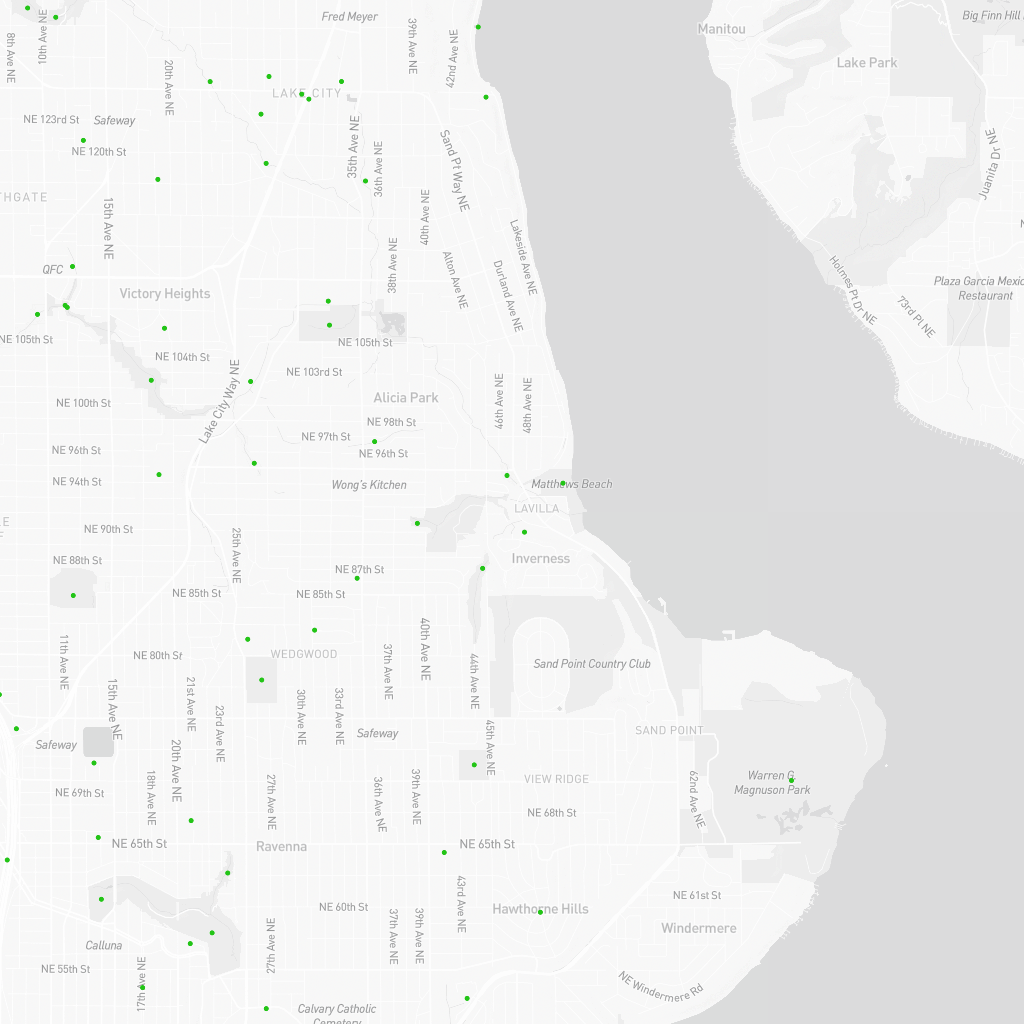 Fred Meyer
39th Ave NE
42nd Ave NE
Manitou
Big Finn Hill
10th Ave NE
8th Ave NE
20th Ave NE
Lake Park
LAKE CITY
NE 123rd St
Safeway
NE 120th St
35th Ave NE
36th Ave NE
Sand Pt Way NE
Juanita Dr NE
THGATE
15th Ave NE
40th Ave NE
38th Ave NE
Lakeside Ave NE
Alton Ave NE
Durland Ave NE
QFC
Victory Heights
Holmes Pt Dr NE
73rd Pl NE
Plaza Garcia Mexic
Restaurant
NE 105th St
NE 105th St
NE 104th St
NE 103rd St
Lake City Way NE
46th Ave NE
48th Ave NE
Alicia Park
NE 100th St
NE 98th St
NE 97th St
NE 96th St
NE 96th St
NE 94th St
Wong's Kitchen
Matthews Beach
LAVILLA
NE 90th St
25th Ave NE
Inverness
NE 88th St
NE 87th St
NE 85th St
NE 85th St
11th Ave NE
40th Ave NE
NE 80th St
WEDGWOOD
37th Ave NE
44th Ave NE
Sand Point Country Club
15th Ave NE
21st Ave NE
23rd Ave NE
30th Ave NE
33rd Ave NE
Safeway
Safeway
45th Ave NE
SAND POINT
20th Ave NE
VIEW RIDGE
Warren G.
Magnuson Park
NE 69th St
18th Ave NE
27th Ave NE
36th Ave NE
39th Ave NE
62nd Ave NE
NE 68th St
NE 65th St
Ravenna
NE 65th St
NE 61st St
43rd Ave NE
NE 60th St
37th Ave NE
39th Ave NE
Hawthorne Hills
Windermere
Calluna
27th Ave NE
NE 55th St
17th Ave NE
NE Windermere Rd
Calvary Catholic
Cemetery